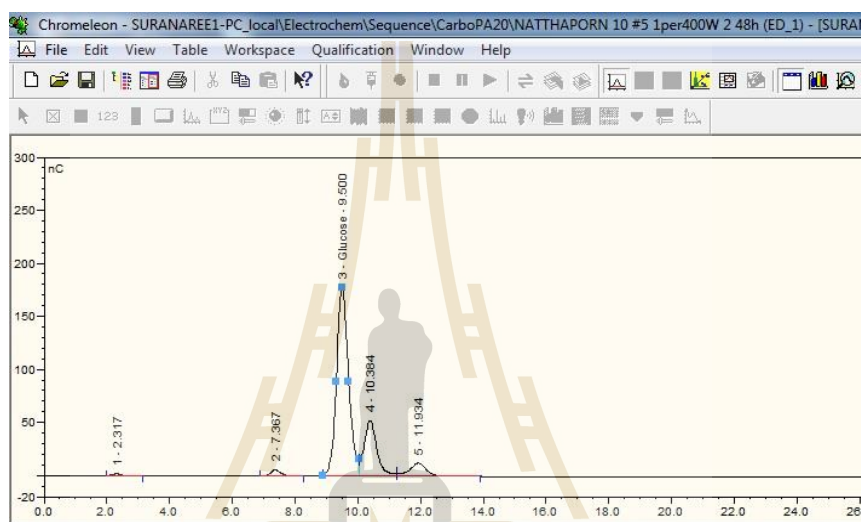 Chromeleon - SURANAREE1-PC_local\Electrochem\Sequence\CarboPA20\NATTHAPORN 10 #5 1per400W 2 48h (ED_1) - [SURAN
File Edit View Table Workspace Qualification Window Help
123
300
nC
250
200
150
100
50
-20
1 - 2.317
2 - 7.367
3 - Glucose - 9.500
4 - 10.384
5 - 11.934
0.0 2.0 4.0 6.0 8.0 10.0 12.0 14.0 16.0 18.0 20.0 22.0 24.0 26